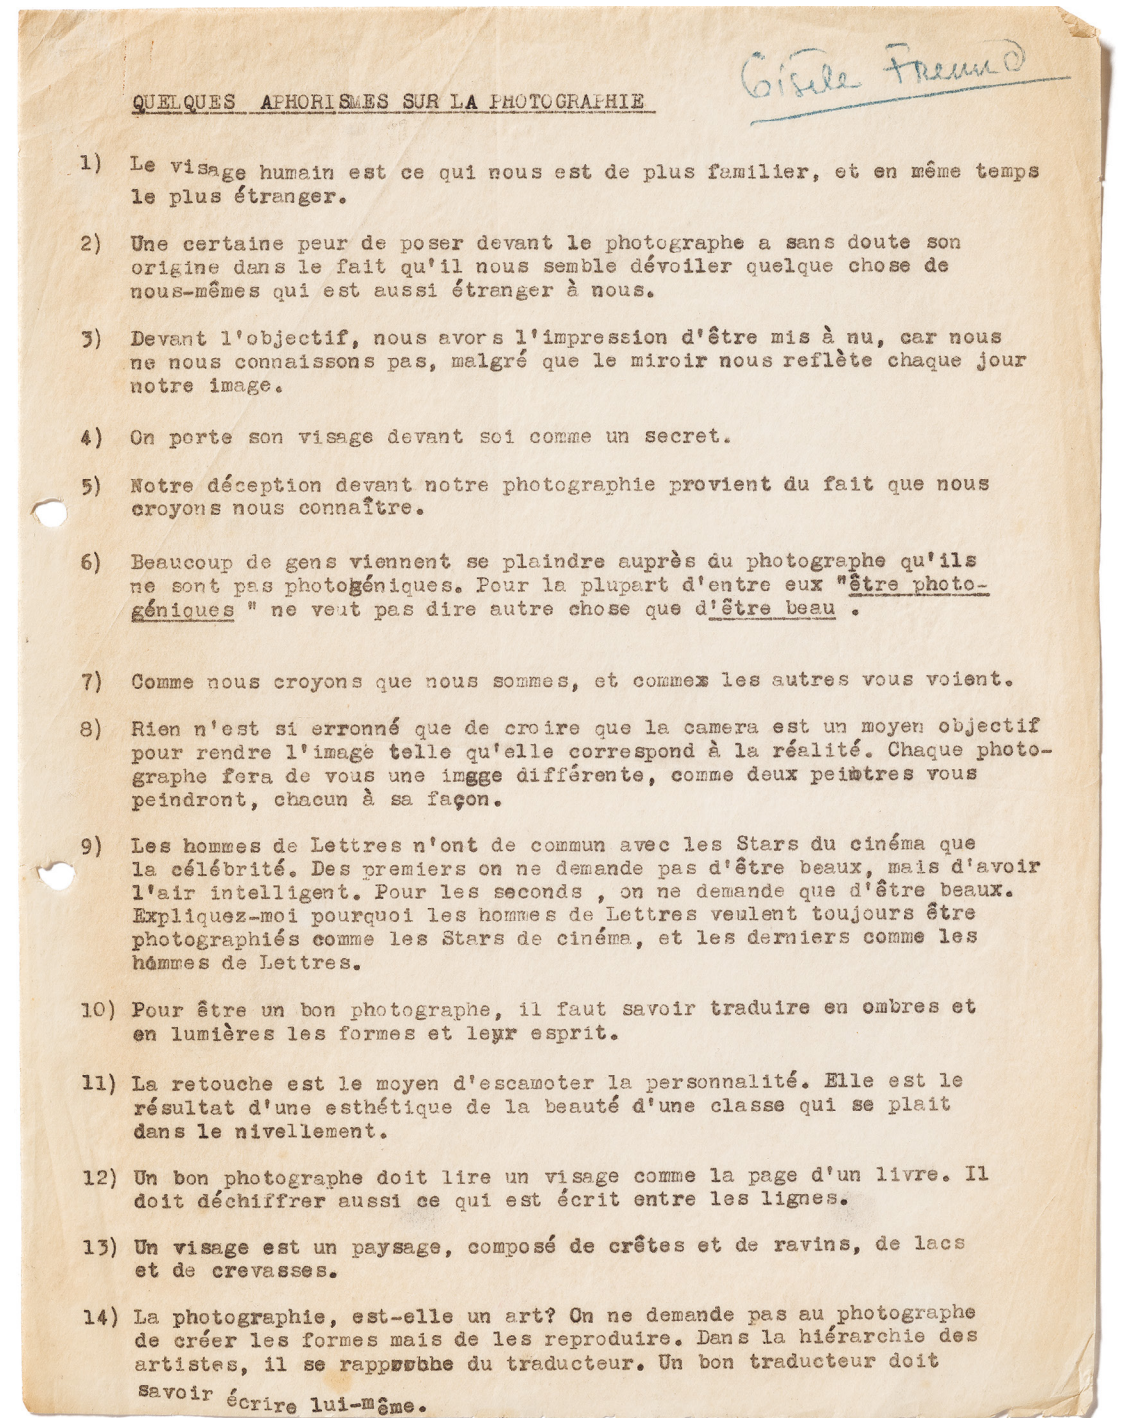 Gisèle Freund
QUELQUES APHORISMES SUR LA PHOTOGRAPHIE
1) Le visage humain est ce qui nous est de plus familier, et en même temps
le plus étranger.
2) Une certaine peur de poser devant le photographe a sans doute son
origine dans le fait qu'il nous semble dévoiler quelque chose de
nous-mêmes qui est aussi étranger à nous.
3) Devant l'objectif, nous avors l'impression d'être mis à nu, car nous
ne nous connaissons pas, malgré que le miroir nous reflète chaque jour
notre image.
4) On porte son visage devant soi comme un secret.
5) Notre déception devant notre photographie provient du fait que nous
croyons nous connaître.
6) Beaucoup de gens viennent se plaindre auprès du photographe qu'ils
ne sont pas photogéniques. Pour la plupart d'entre eux "être photo-
géniques " ne veut pas dire autre chose que d'être beau .
7) Comme nous croyons que nous sommes, et commex les autres vous voient.
8) Rien n'est si erronné que de croire que la camera est un moyen objectif
pour rendre l'image telle qu'elle correspond à la réalité. Chaque photo-
graphe fera de vous une imgge différente, comme deux peintres vous
peindront, chacun à sa façon.
9) Les hommes de Lettres n'ont de commun avec les Stars du cinéma que
la célébrité. Des premiers on ne demande pas d'être beaux, mais d'avoir
l'air intelligent. Pour les seconds , on ne demande que d'être beaux.
Expliquez-moi pourquoi les hommes de Lettres veulent toujours être
photographiés comme les Stars de cinéma, et les derniers comme les
hommes de Lettres.
10) Pour être un bon photographe, il faut savoir traduire en ombres et
en lumières les formes et leur esprit.
11) La retouche est le moyen d'escamoter la personnalité. Elle est le
résultat d'une esthétique de la beauté d'une classe qui se plait
dans le nivellement.
12) Un bon photographe doit lire un visage comme la page d'un livre. Il
doit déchiffrer aussi ce qui est écrit entre les lignes.
13) Un visage est un paysage, composé de crêtes et de ravins, de lacs
et de crevasses.
14) La photographie, est-elle un art? On ne demande pas au photographe
de créer les formes mais de les reproduire. Dans la hiérarchie des
artistes, il se rapproche du traducteur. Un bon traducteur doit
savoir écrire lui-même.